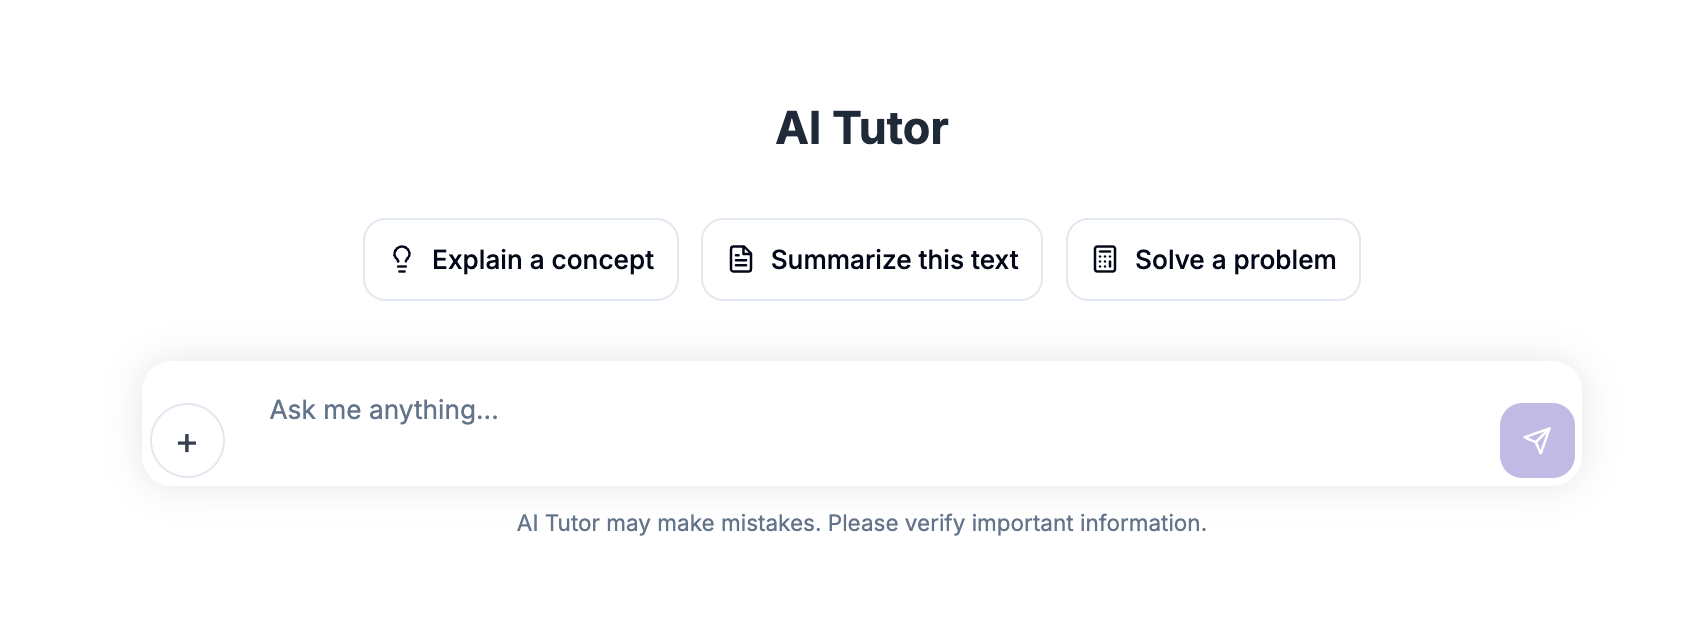 AI Tutor
Explain a concept
Summarize this text
Solve a problem
Ask me anything...
AI Tutor may make mistakes. Please verify important information.